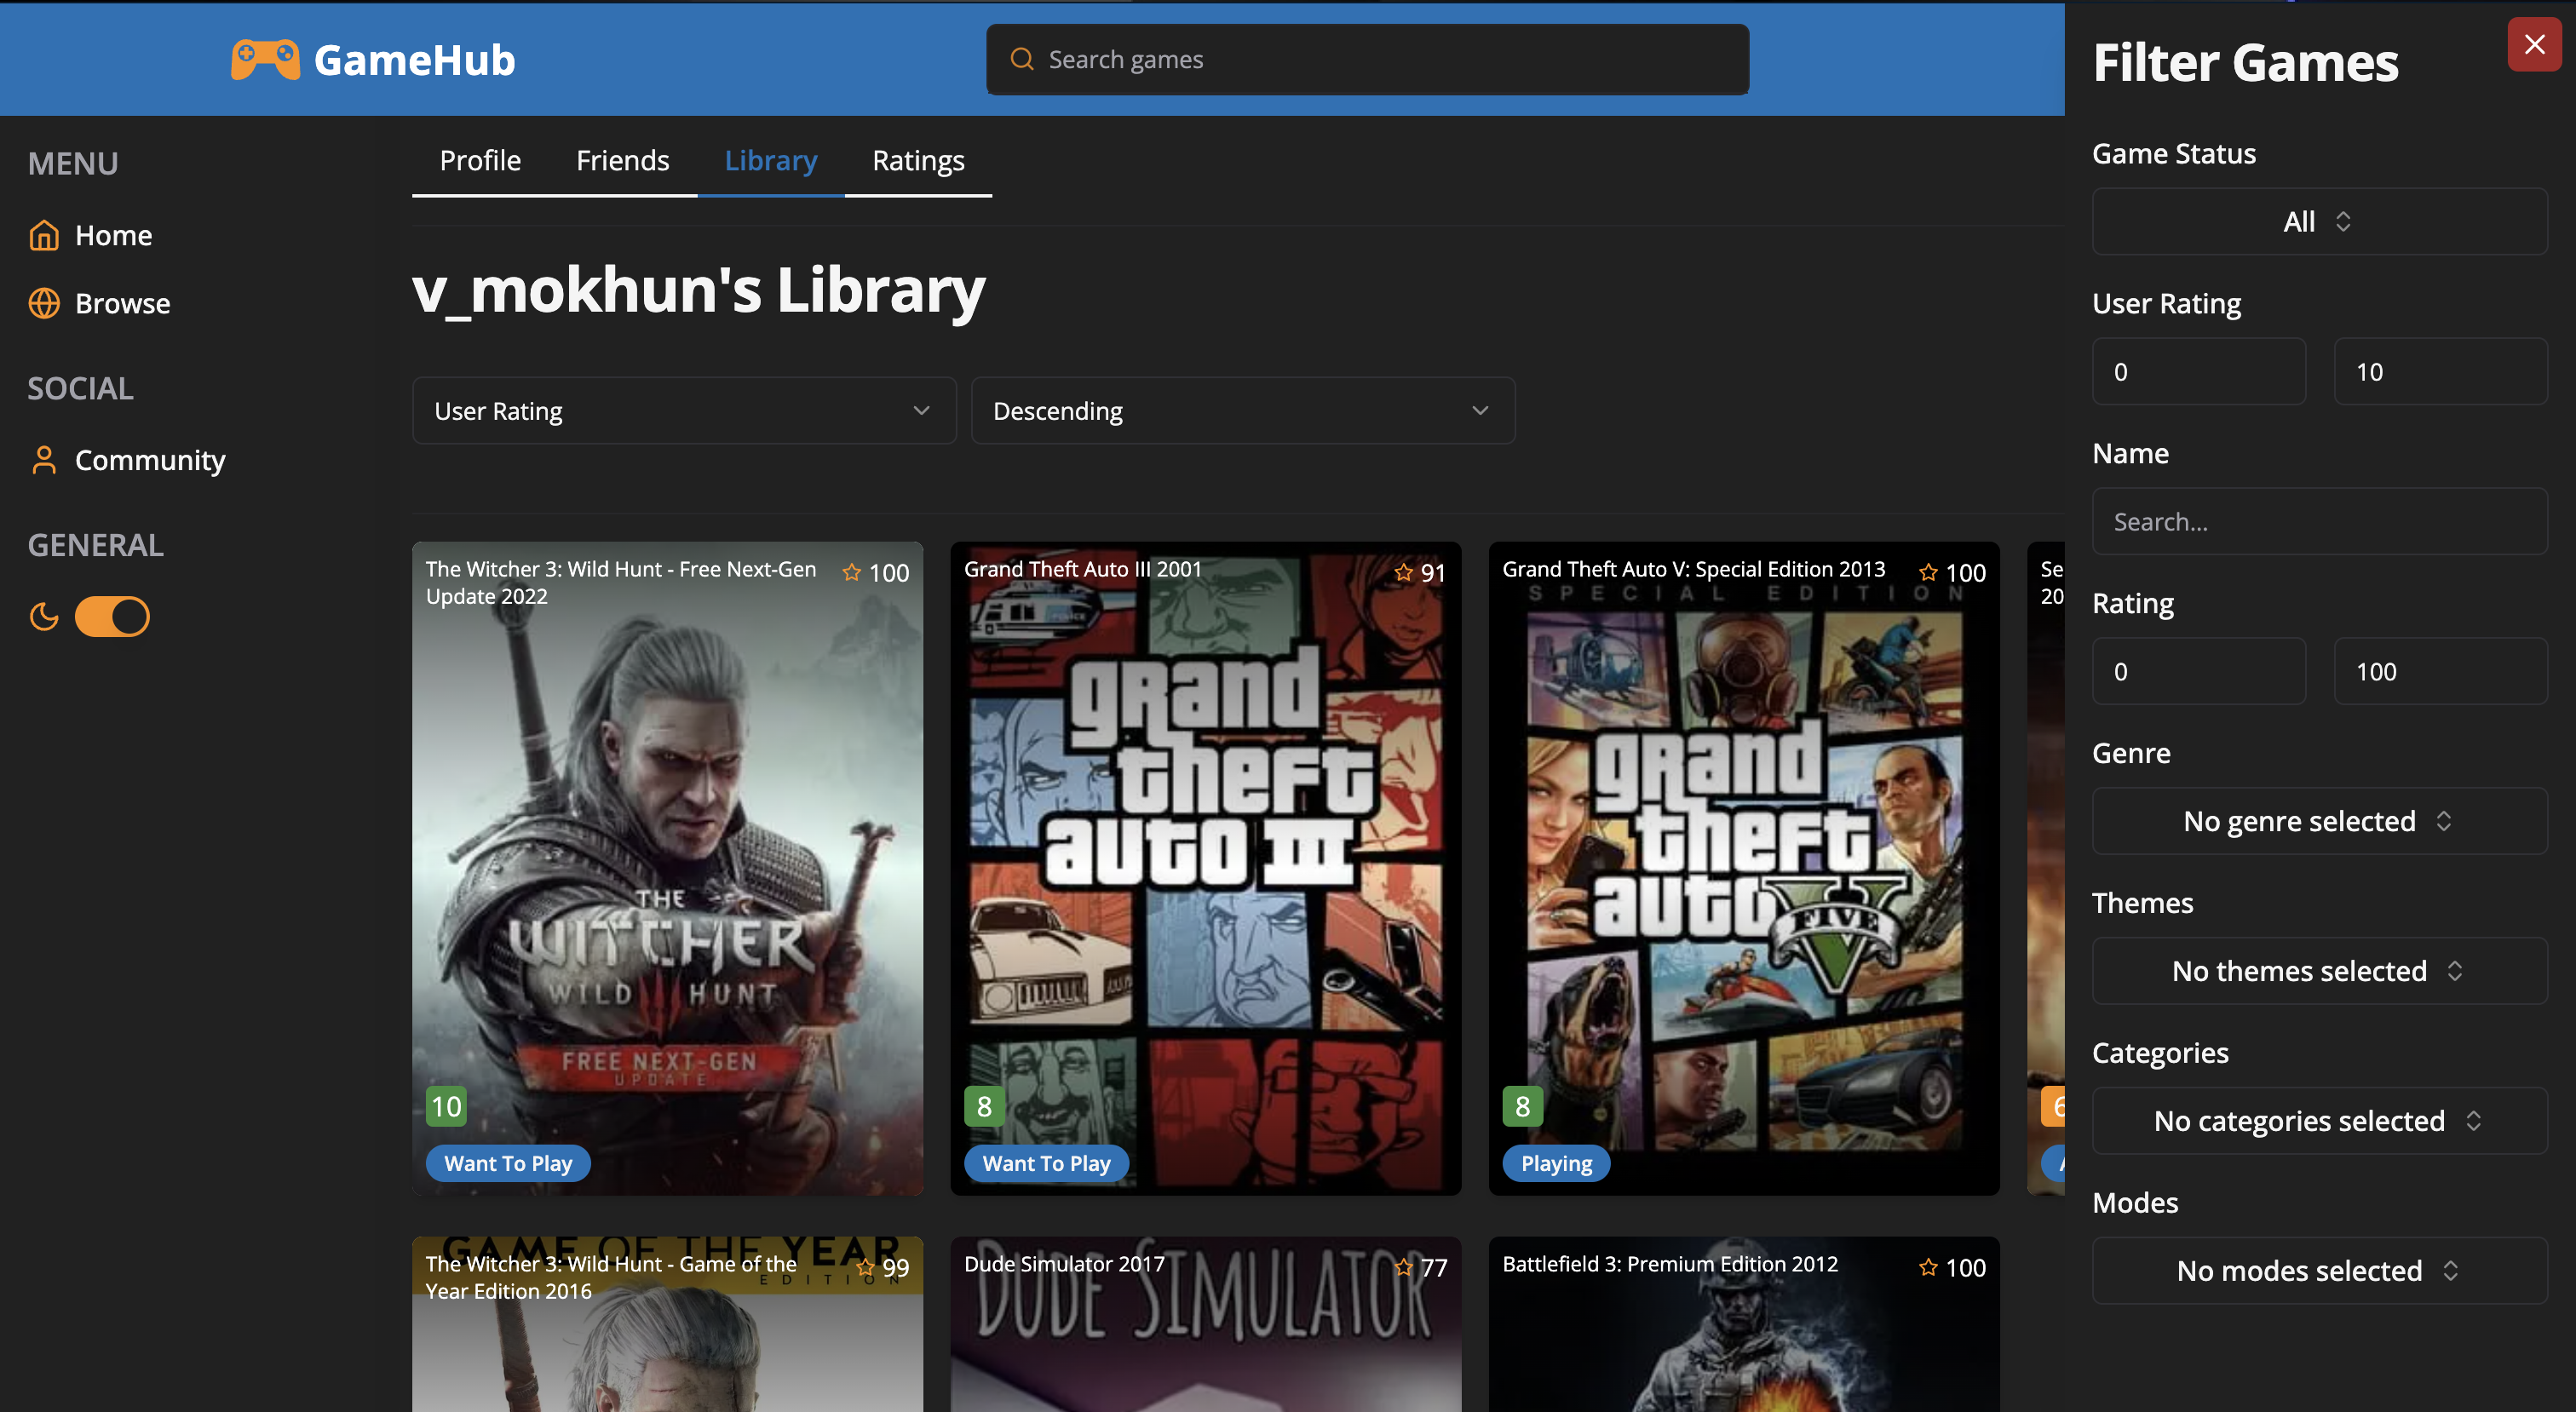 GameHub
Search games
MENU
Home
Browse
SOCIAL
Community
GENERAL
Profile
Friends
Library
Ratings
v_mokhun's Library
User Rating
Descending
The Witcher 3: Wild Hunt - Free Next-Gen
Update 2022
100
THE
WITCHER
WILD HUNT
FREE NEXT-GEN
UPDATE
10
Want To Play
Grand Theft Auto III 2001
91
grand
theft
auto III
8
Want To Play
Grand Theft Auto V: Special Edition 2013
100
SPECIAL EDITION
grand
theft
auto V
FIVE
8
Playing
Se
20
6
The Witcher 3: Wild Hunt - Game of the
Year Edition 2016
99
GAME OF THE YEAR
EDITION
Dude Simulator 2017
77
DUDE SIMULATOR
Battlefield 3: Premium Edition 2012
100
Filter Games
Game Status
All
User Rating
0
10
Name
Search...
Rating
0
100
Genre
No genre selected
Themes
No themes selected
Categories
No categories selected
Modes
No modes selected